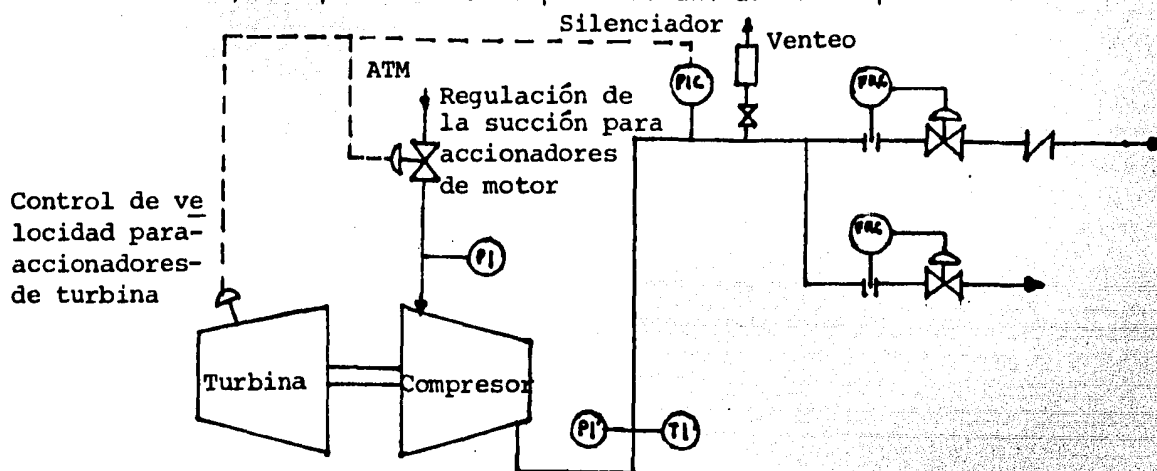 Silenciador
Venteo
ATM
PIC
FRC
Regulación de
la succión para
accionadores
de motor
Control de ve
locidad para-
accionadores-
de turbina
PI
FRC
Turbina
Compresor
PI
TI